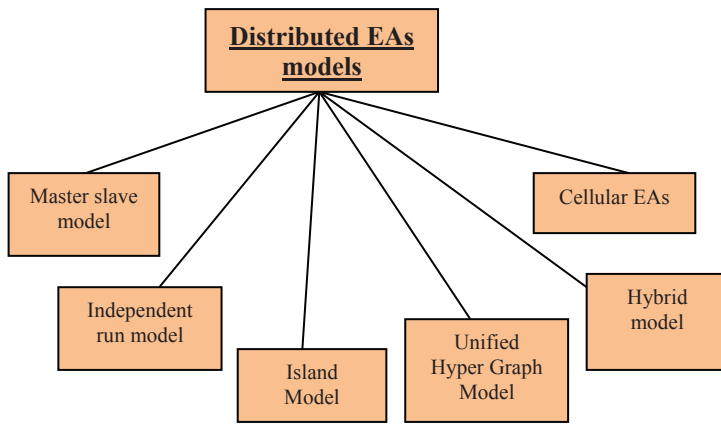 Distributed EAs
models
Master slave
model
Cellular EAs
Independent
run model
Hybrid
model
Island
Model
Unified
Hyper Graph
Model